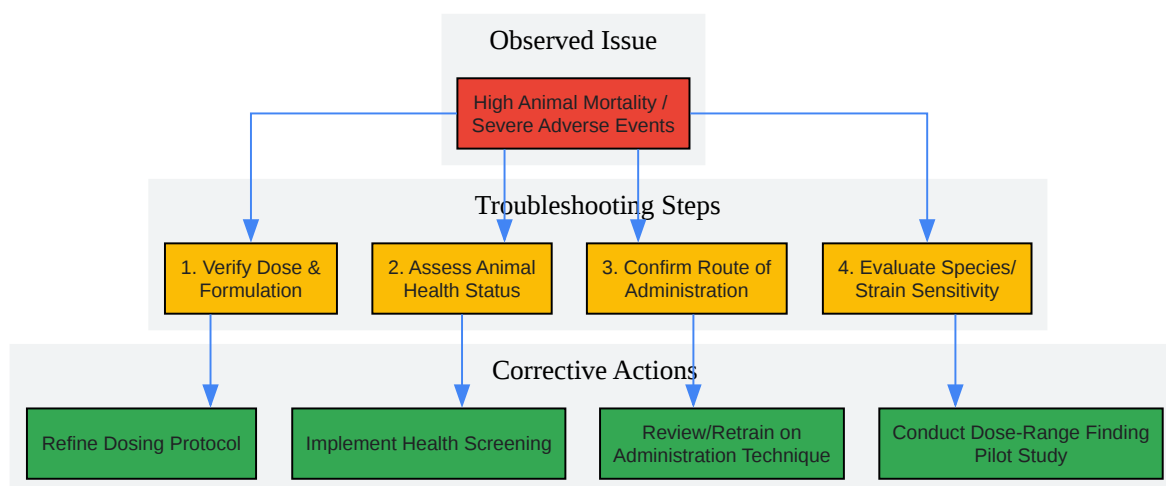 Observed Issue
High Animal Mortality /
Severe Adverse Events
Troubleshooting Steps
1. Verify Dose &
Formulation
2. Assess Animal
Health Status
3. Confirm Route of
Administration
4. Evaluate Species/
Strain Sensitivity
Corrective Actions
Refine Dosing Protocol
Implement Health Screening
Review/Retrain on
Administration Technique
Conduct Dose-Range Finding
Pilot Study